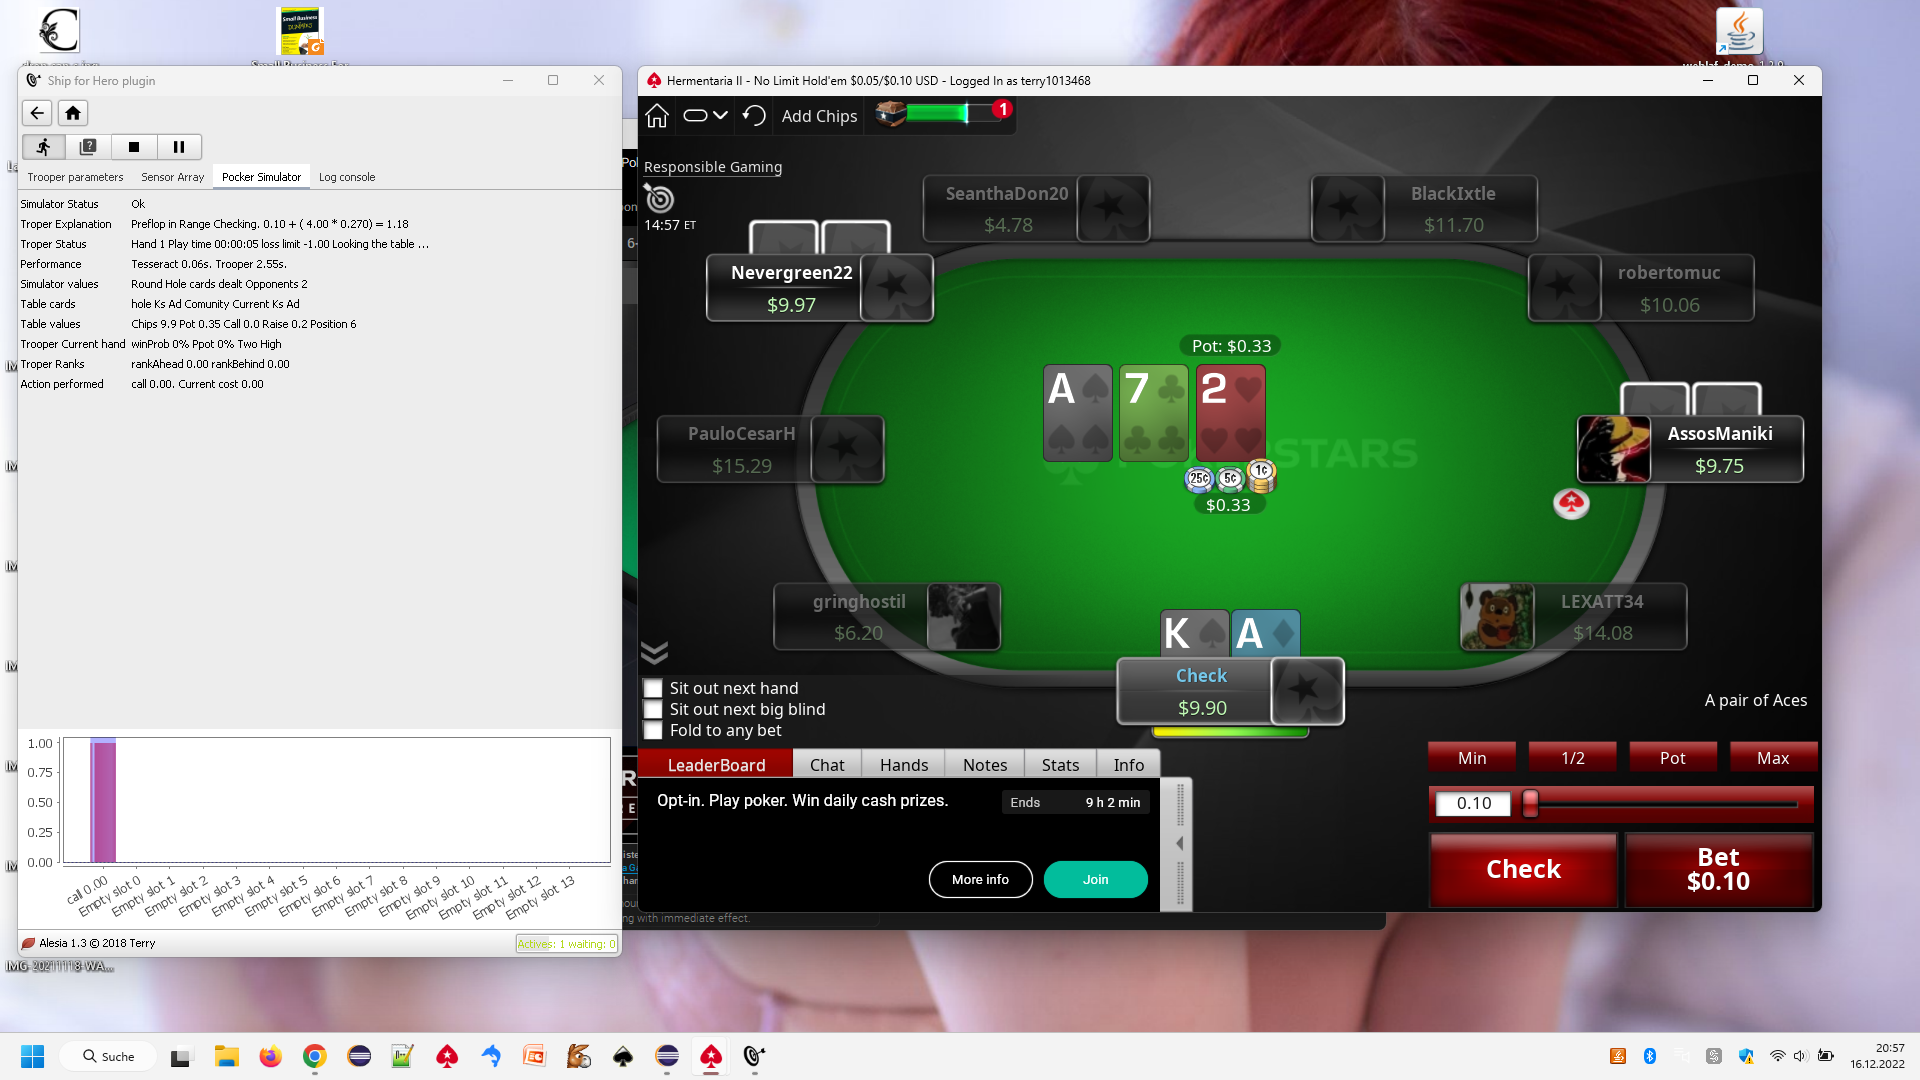 Ship for Hero plugin
Trooper parameters Sensor Array Pocker Simulator Log console
Simulator Status Ok
Troper Explanation Preflop in Range Checking. 0.10 + ( 4.00 * 0.270) = 1.18
Troper Status Hand 1 Play time 00:00:05 loss limit -1.00 Looking the table ...
Performance Tesseract 0.06s. Trooper 2.55s.
Simulator values Round Hole cards dealt Opponents 2
Table cards hole Ks Ad Comunity Current Ks Ad
Table values Chips 9.9 Pot 0.35 Call 0.0 Raise 0.2 Position 6
Trooper Current hand winProb 0% Ppot 0% Two High
Troper Ranks rankAhead 0.00 rankBehind 0.00
Action performed call 0.00. Current cost 0.00
1.00
0.75
0.50
0.25
0.00
call 0.00 Empty slot 0 Empty slot 1 Empty slot 2 Empty slot 3 Empty slot 4 Empty slot 5 Empty slot 6 Empty slot 7 Empty slot 8 Empty slot 9 Empty slot 10 Empty slot 11 Empty slot 12 Empty slot 13
Alesia 1.3 © 2018 Terry
Actives: 1 waiting: 0
Hermentaria II - No Limit Hold'em $0.05/$0.10 USD - Logged In as terry1013468
Add Chips
1
Responsible Gaming
14:57 ET
SeanthaDon20
$4.78
BlackIxtle
$11.70
Nevergreen22
$9.97
robertomuc
$10.06
Pot: $0.33
A 7 2
PauloCesarH
$15.29
AssosManiki
$9.75
25¢ 5¢ 1¢
$0.33
gringhostil
$6.20
LEXATT34
$14.08
K A
Check
$9.90
A pair of Aces
Sit out next hand
Sit out next big blind
Fold to any bet
LeaderBoard Chat Hands Notes Stats Info
Opt-in. Play poker. Win daily cash prizes.
Ends 9 h 2 min
More info Join
Min 1/2 Pot Max
0.10
Check
Bet
$0.10
ng with immediate effect.
Suche
20:57
16.12.2022